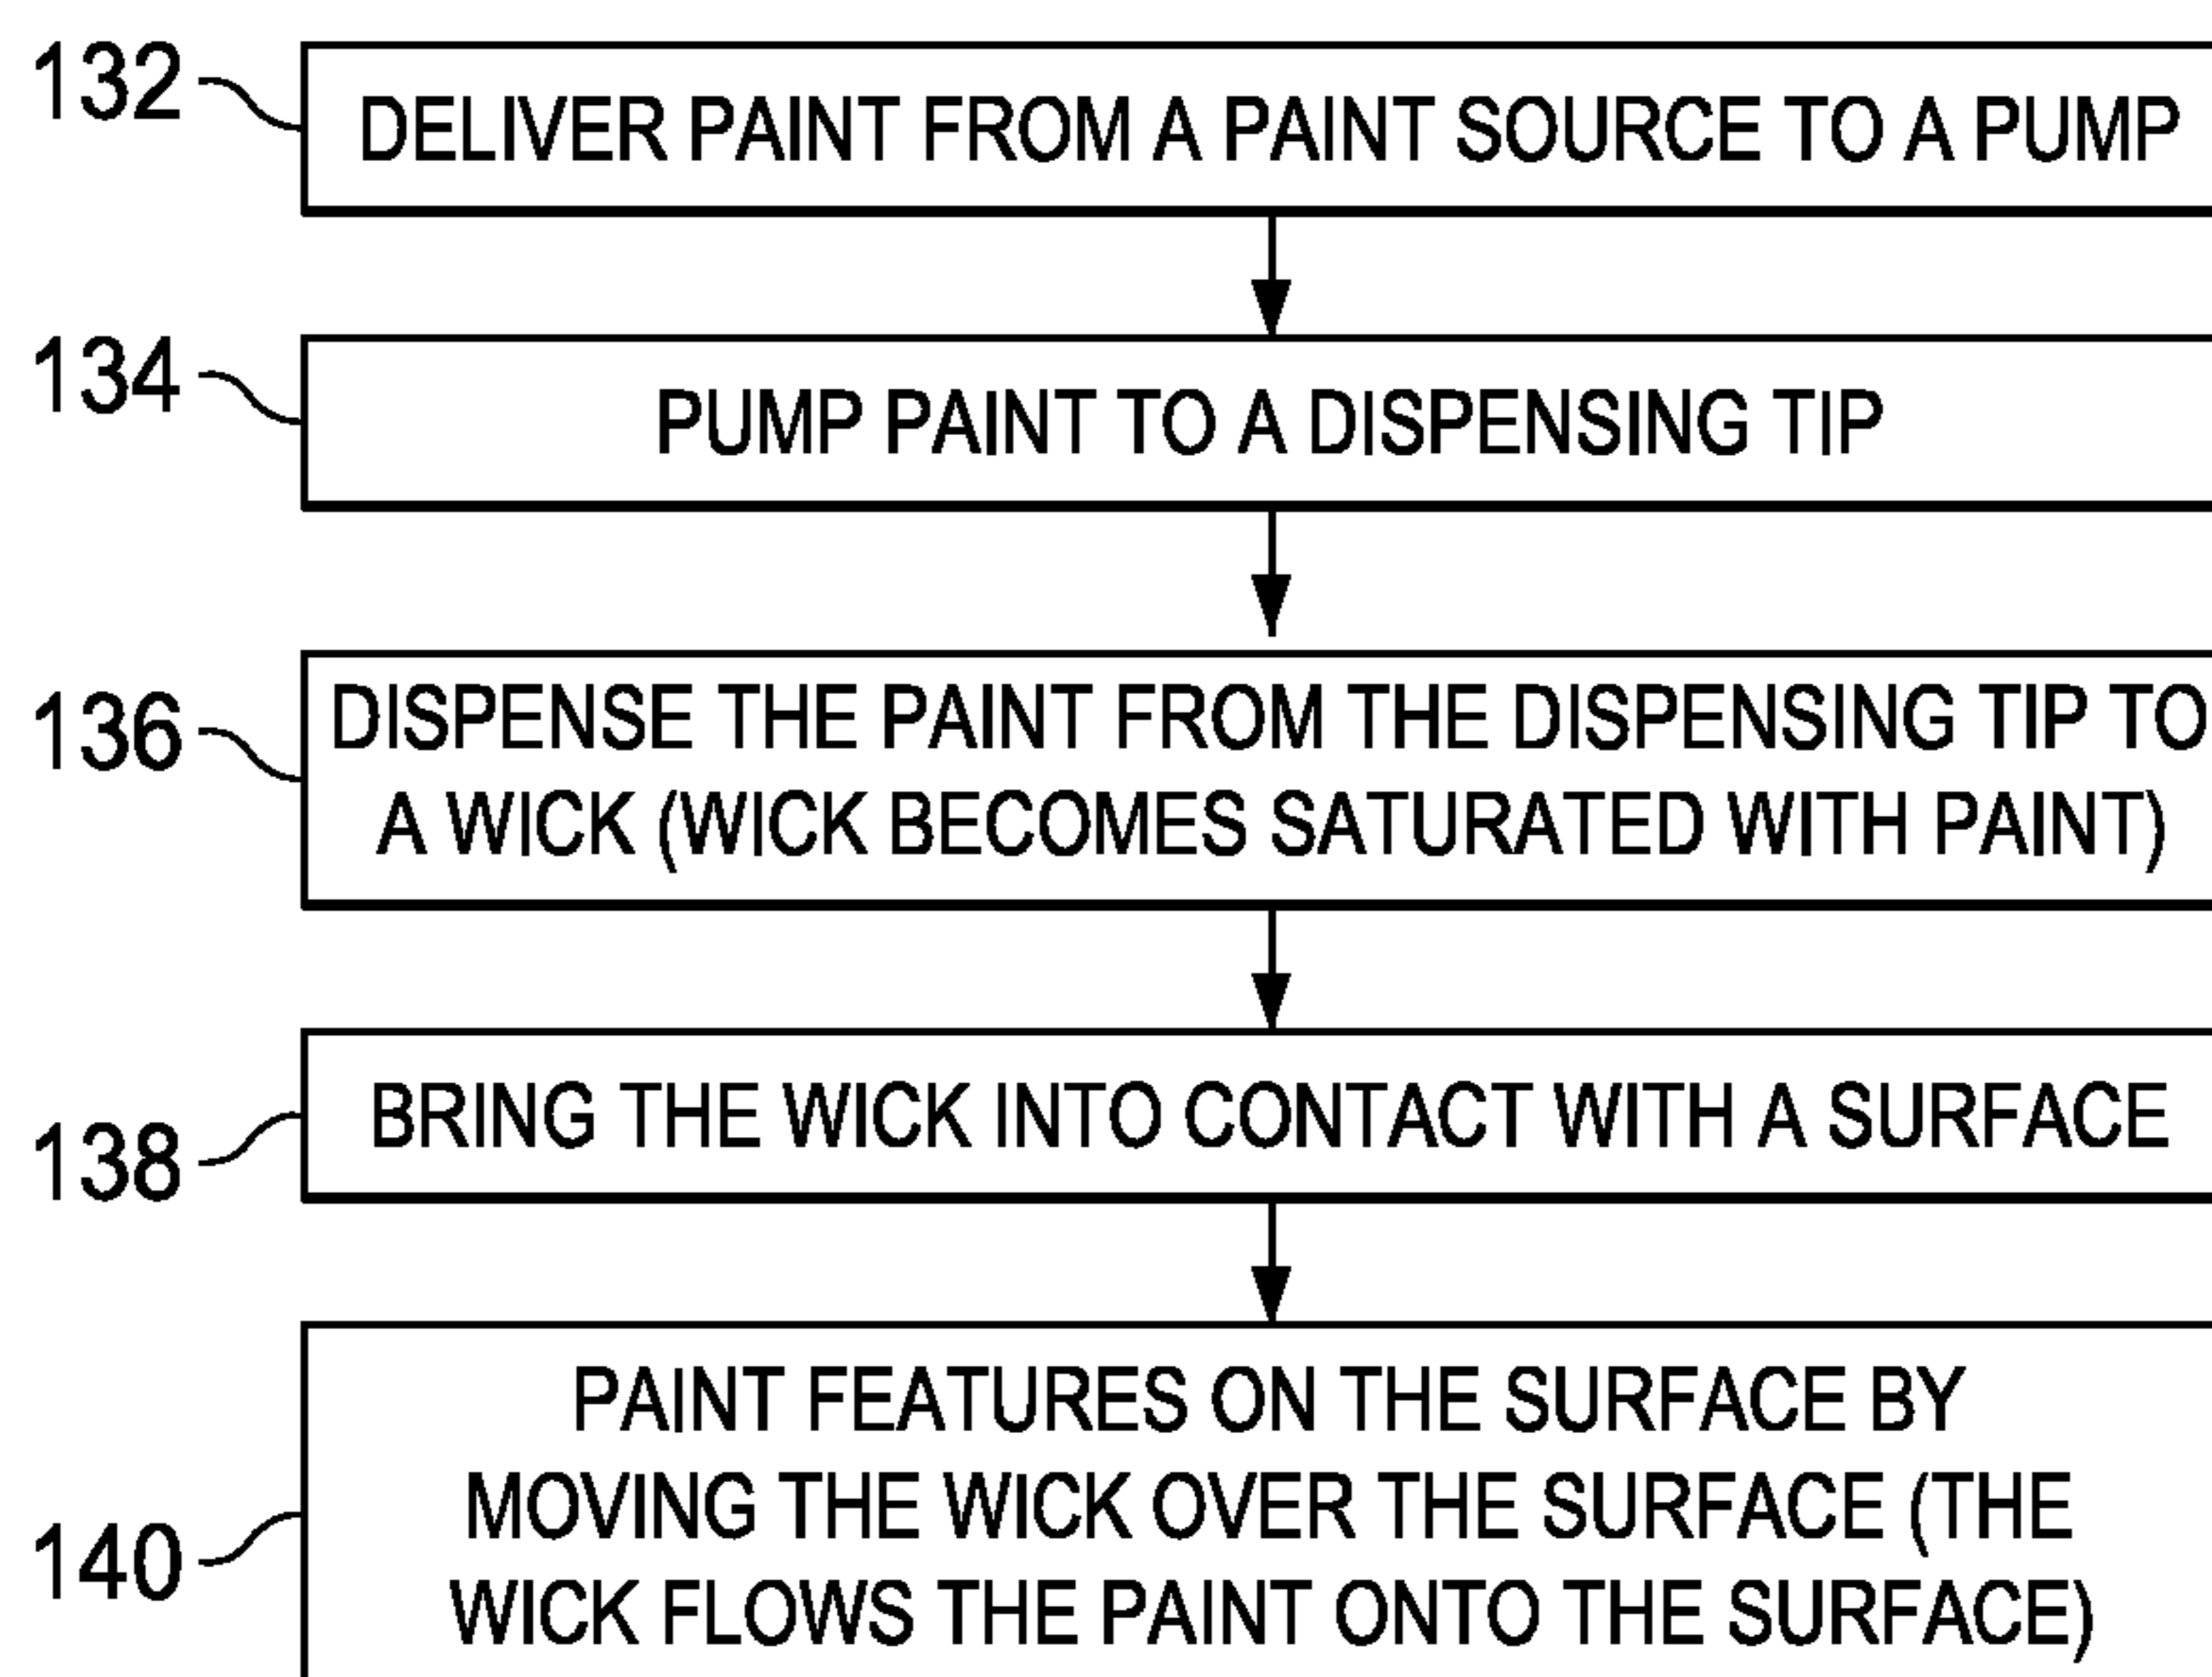 132
DELIVER PAINT FROM A PAINT SOURCE TO A PUMP
134
PUMP PAINT TO A DISPENSING TIP
136
DISPENSE THE PAINT FROM THE DISPENSING TIP TO
A WICK (WICK BECOMES SATURATED WITH PAINT)
138
BRING THE WICK INTO CONTACT WITH A SURFACE
140
PAINT FEATURES ON THE SURFACE BY
MOVING THE WICK OVER THE SURFACE (THE
WICK FLOWS THE PAINT ONTO THE SURFACE)